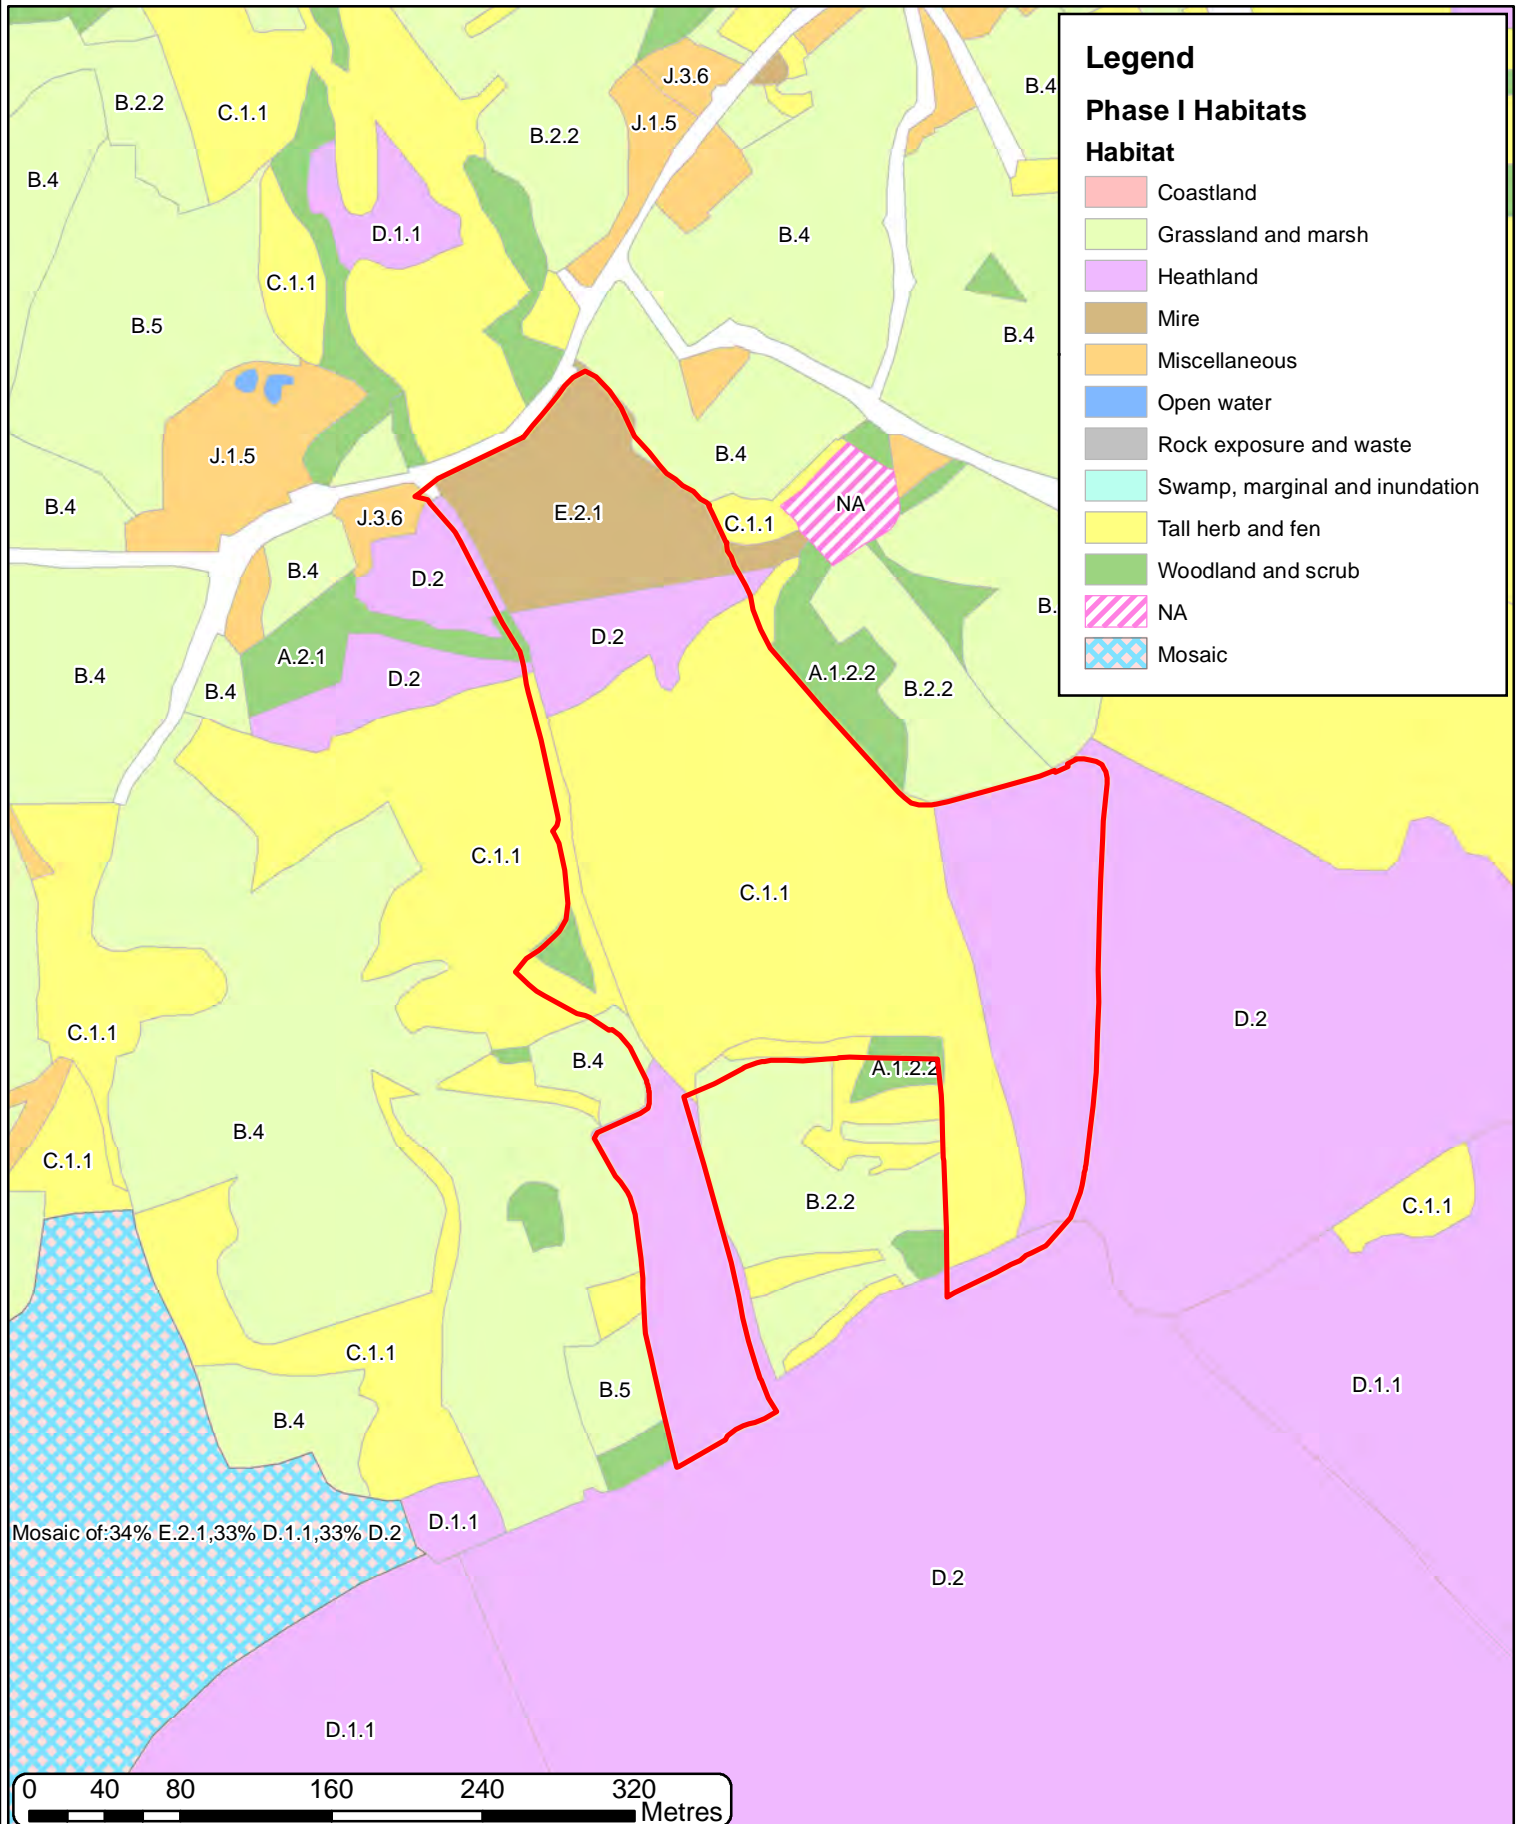 Legend
Phase I Habitats
Habitat
Coastland
Grassland and marsh
Heathland
Mire
Miscellaneous
Open water
Rock exposure and waste
Swamp, marginal and inundation
Tall herb and fen
Woodland and scrub
NA
Mosaic
J.3.6
B.4
B.2.2
C.1.1
J.1.5
B.2.2
B.4
D.1.1
B.4
C.1.1
B.5
B.4
J.1.5
B.4
B.4
J.3.6
E.2.1
C.1.1
NA
B.4
D.2
B.
D.2
A.2.1
B.4
B.4
D.2
A.1.2.2
B.2.2
C.1.1
C.1.1
D.2
C.1.1
B.4
A.1.2.2
B.4
C.1.1
B.2.2
C.1.1
C.1.1
B.5
D.1.1
B.4
D.1.1
Mosaic of:34% E.2.1,33% D.1.1,33% D.2
D.2
D.1.1
0 40 80 160 240 320
Metres